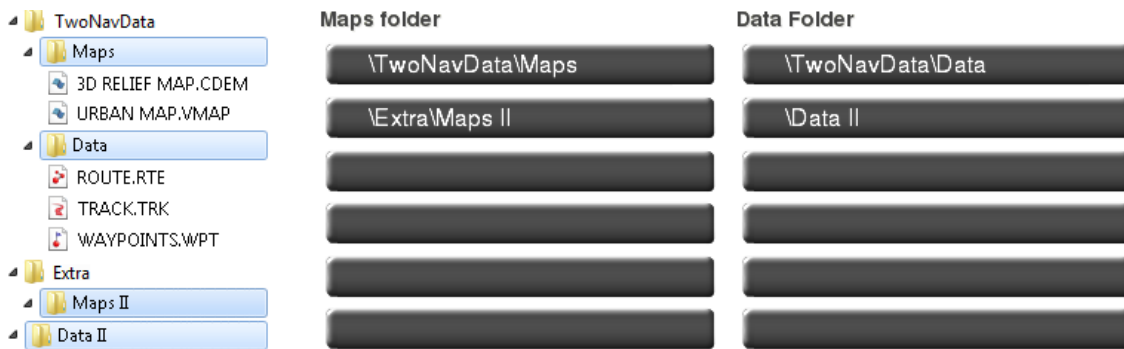 TwoNavData
Maps
3D RELIEF MAP.CDEM
URBAN MAP.VMAP
Data
ROUTE.RTE
TRACK.TRK
WAYPOINTS.WPT
Extra
Maps II
Data II
Maps folder
\TwoNavData\Maps
\Extra\Maps II
Data Folder
\TwoNavData\Data
\Data II